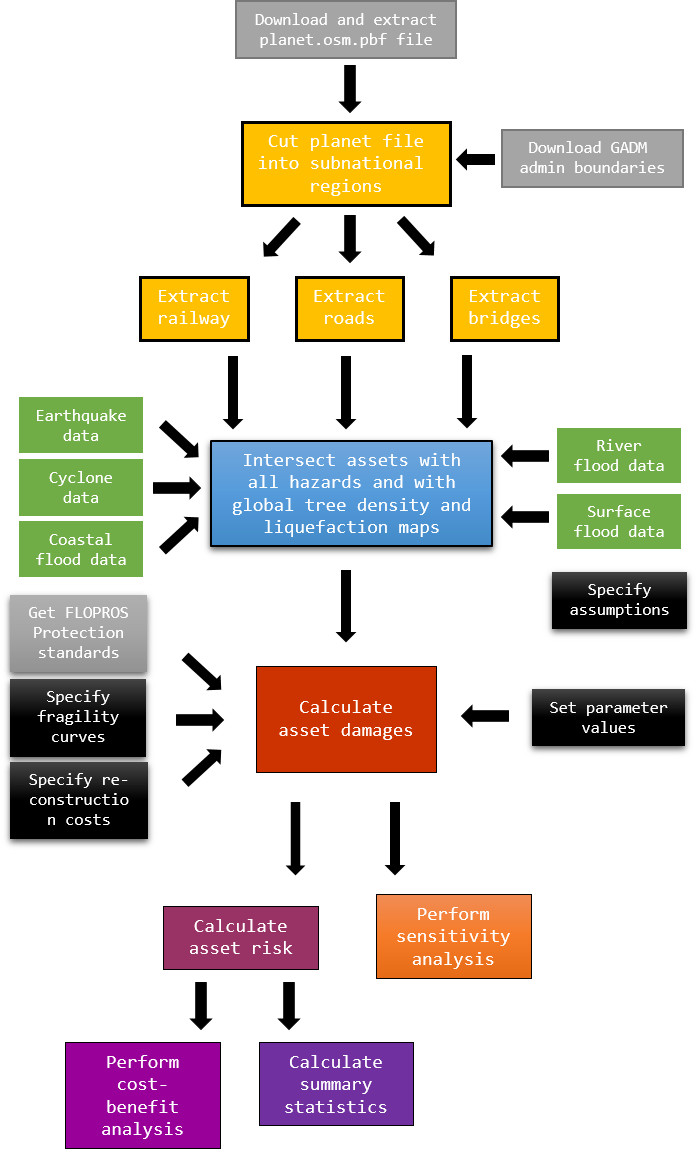 Download and extract
planet.osm.pbf file
Cut planet file
into subnational
regions
Download GADM
admin boundaries
Extract
railway
Extract
roads
Extract
bridges
Earthquake
data
Cyclone
data
Coastal
flood data
Intersect assets with
all hazards and with
global tree density and
liquefaction maps
River
flood data
Surface
flood data
Specify
assumptions
Get FLOPROS
Protection
standards
Specify
fragility
curves
Specify re-
constructio
n costs
Calculate
asset damages
Set parameter
values
Calculate
asset risk
Perform
sensitivity
analysis
Perform
cost-
benefit
analysis
Calculate
summary
statistics